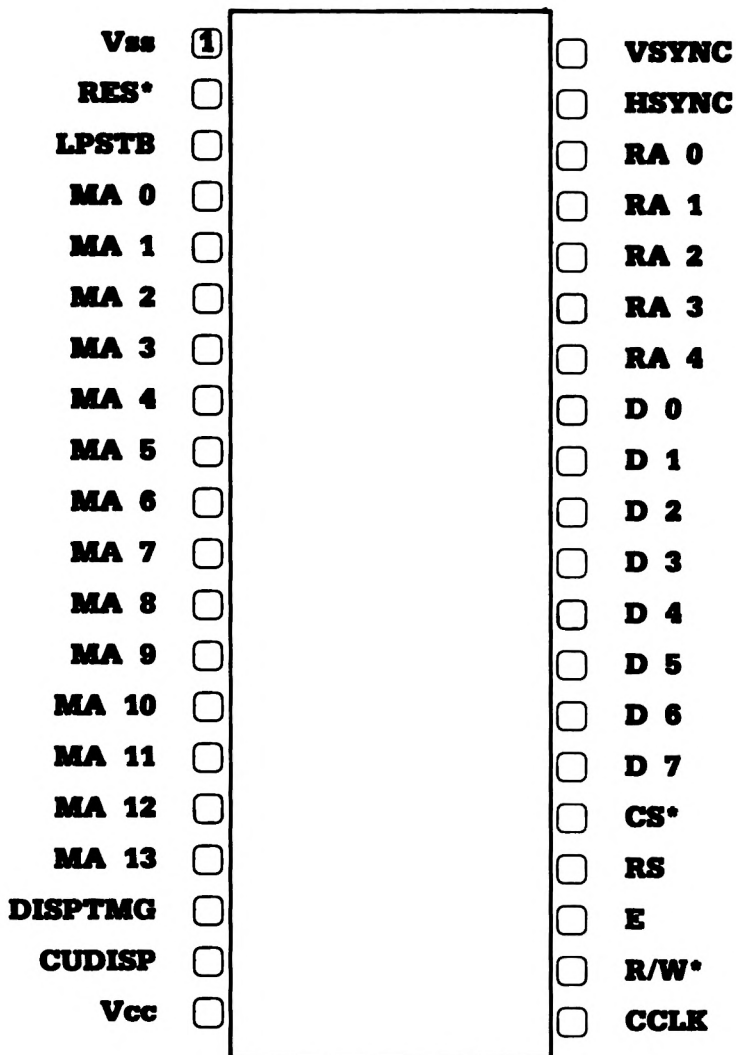 Vss 1 VSYNC
RES* HSYNC
LPSTB RA 0
MA 0 RA 1
MA 1 RA 2
MA 2 RA 3
MA 3 RA 4
MA 4 D 0
MA 5 D 1
MA 6 D 2
MA 7 D 3
MA 8 D 4
MA 9 D 5
MA 10 D 6
MA 11 D 7
MA 12 CS*
MA 13 RS
DISPTMG E
CUDISP R/W*
Vcc CCLK